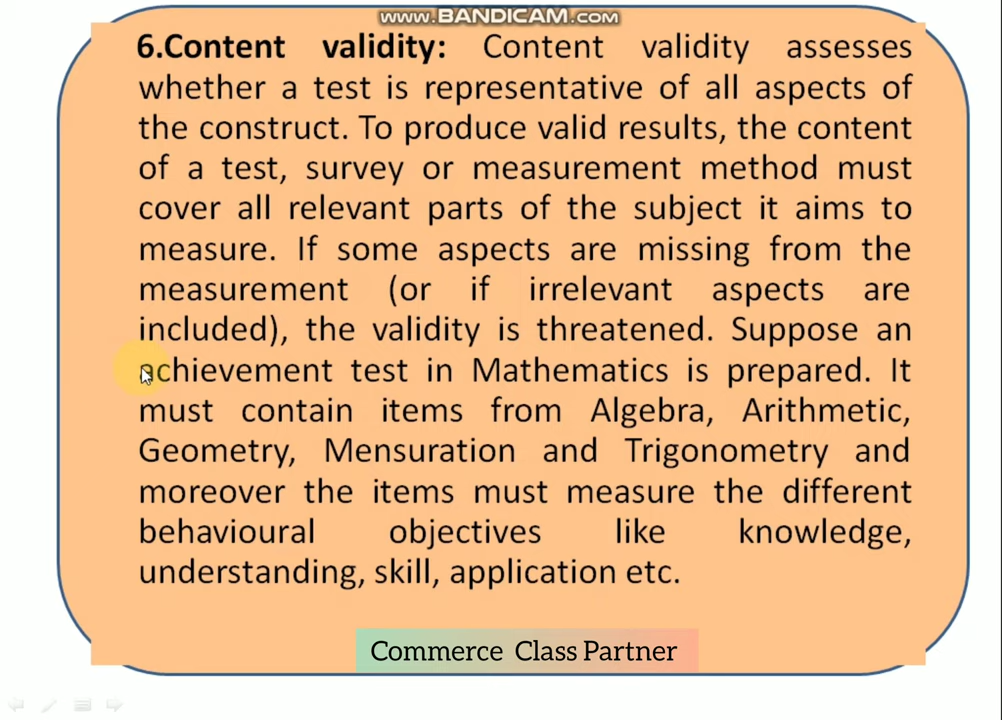 www.BANDICAM.com
6.Content validity: Content validity assesses
whether a test is representative of all aspects of
the construct. To produce valid results, the content
of a test, survey or measurement method must
cover all relevant parts of the subject it aims to
measure. If some aspects are missing from the
measurement (or if irrelevant aspects are
included), the validity is threatened. Suppose an
achievement test in Mathematics is prepared. It
must contain items from Algebra, Arithmetic,
Geometry, Mensuration and Trigonometry and
moreover the items must measure the different
behavioural objectives like knowledge,
understanding, skill, application etc.
Commerce Class Partner